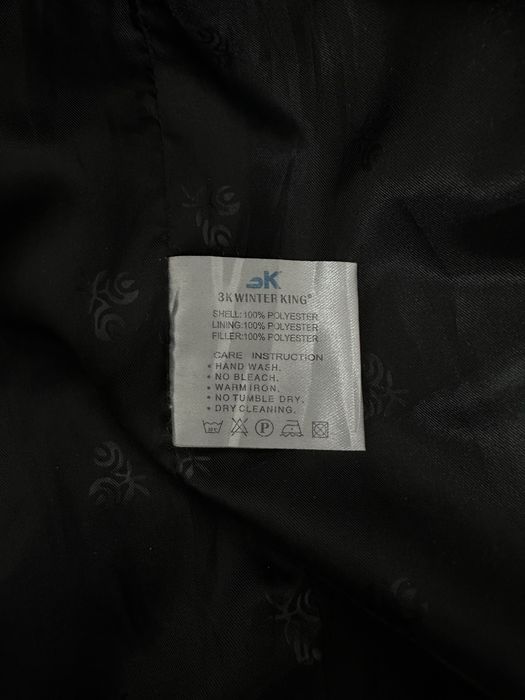 3K
3K WINTER KING®
SHELL:100% POLYESTER
LINING:100% POLYESTER
FILLER:100% POLYESTER
CARE INSTRUCTION
• HAND WASH.
• NO BLEACH.
• WARM IRON.
• NO TUMBLE DRY.
• DRY CLEANING.
P